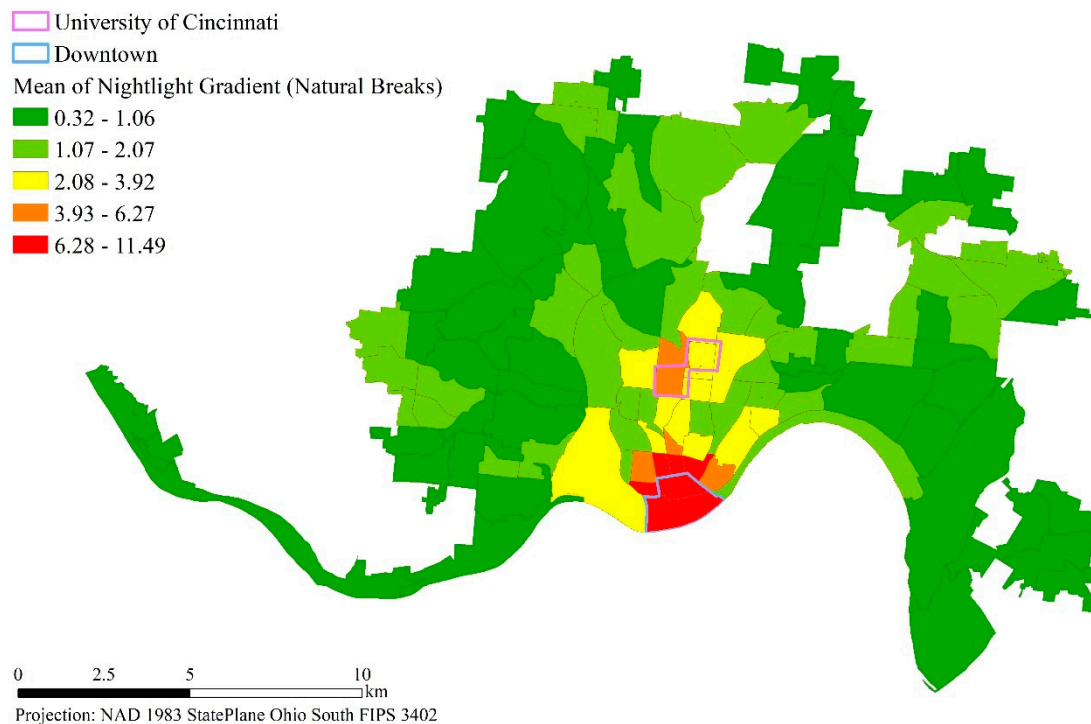 University of Cincinnati
Downtown
Mean of Nightlight Gradient (Natural Breaks)
0.32 - 1.06
1.07 - 2.07
2.08 - 3.92
3.93 - 6.27
6.28 - 11.49
0 2.5 5 10
km
Projection: NAD 1983 StatePlane Ohio South FIPS 3402